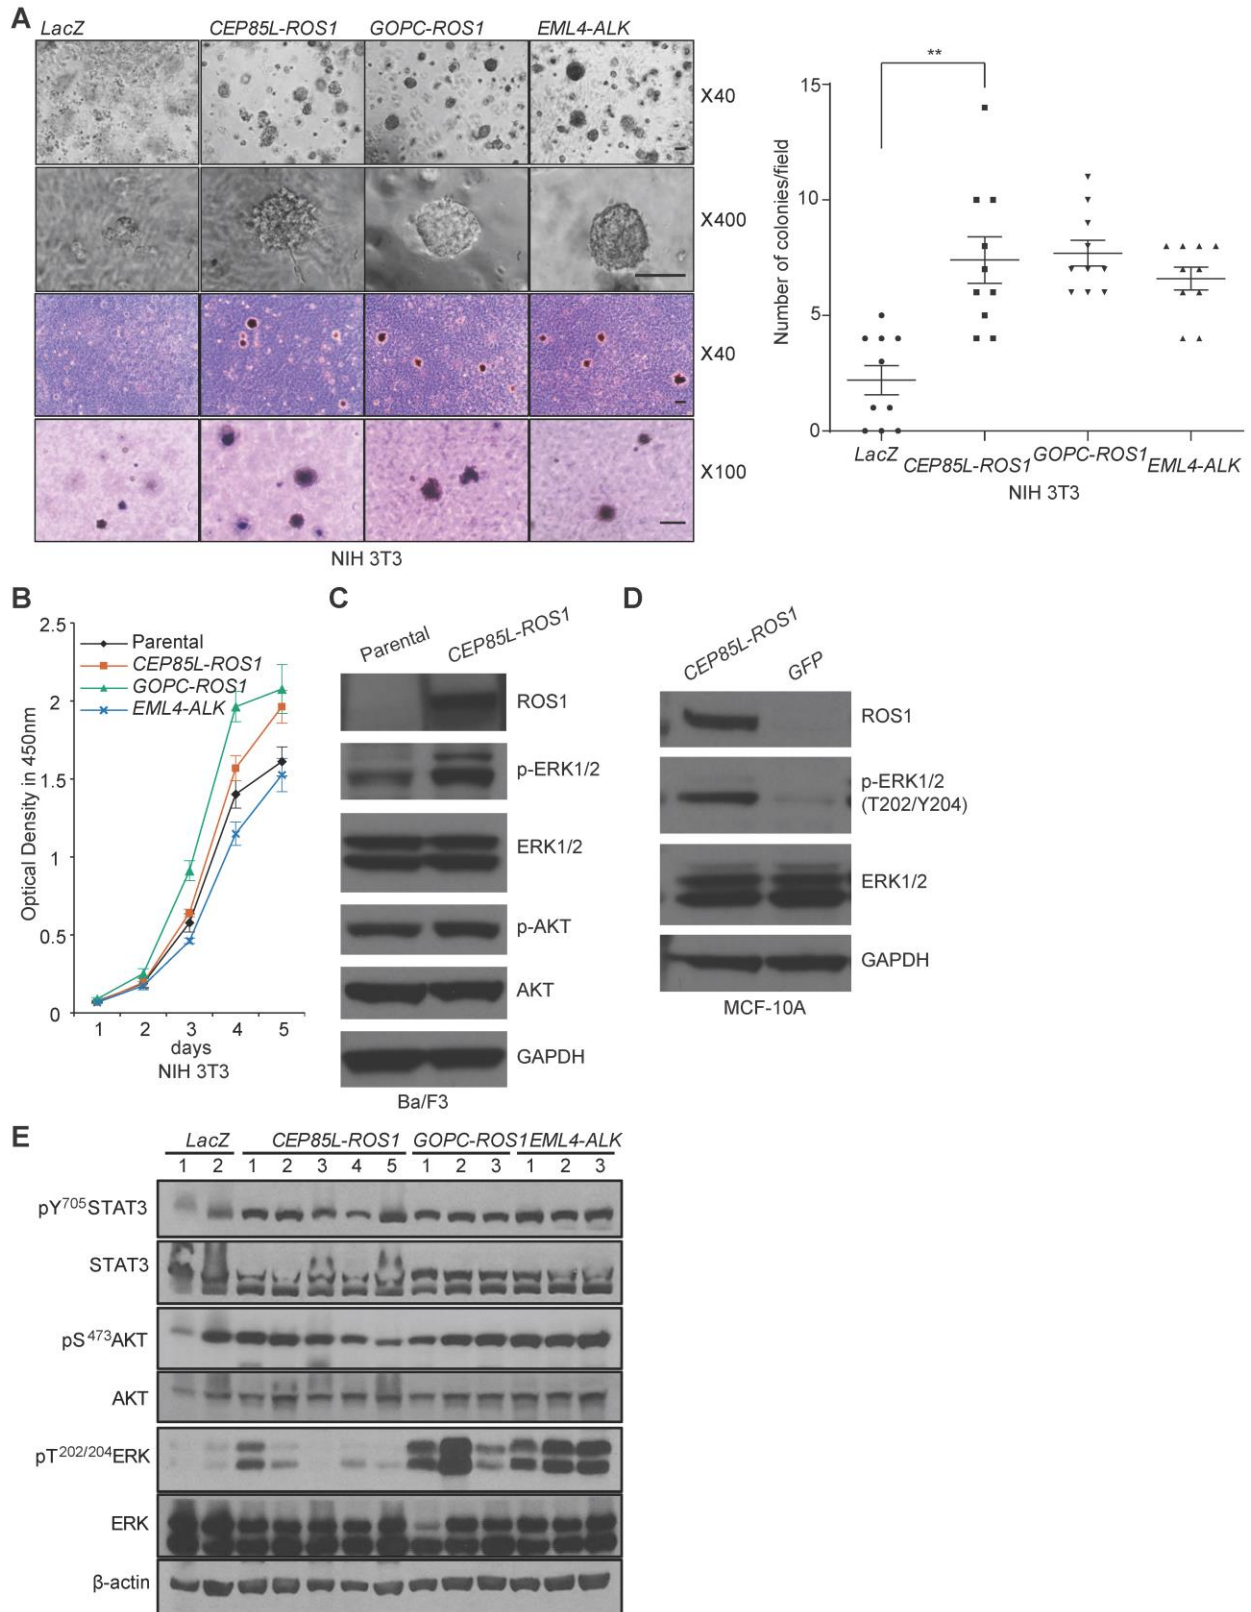 A
LacZ CEP85L-ROS1 GOPC-ROS1 EML4-ALK
X40
X400
X40
X100
NIH 3T3
**
Number of colonies/field
15
10
5
0
LacZ CEP85L-ROS1 GOPC-ROS1 EML4-ALK
NIH 3T3
B
Optical Density in 450nm
2.5
2
1.5
1
0.5
0
Parental
CEP85L-ROS1
GOPC-ROS1
EML4-ALK
1 2 3 4 5
days
NIH 3T3
C
Parental CEP85L-ROS1
ROS1
p-ERK1/2
ERK1/2
p-AKT
AKT
GAPDH
Ba/F3
D
CEP85L-ROS1 GFP
ROS1
p-ERK1/2
(T202/Y204)
ERK1/2
GAPDH
MCF-10A
E
LacZ CEP85L-ROS1 GOPC-ROS1 EML4-ALK
1 2 1 2 3 4 5 1 2 3 1 2 3
pY705STAT3
STAT3
pS473AKT
AKT
pT202/204ERK
ERK
β-actin